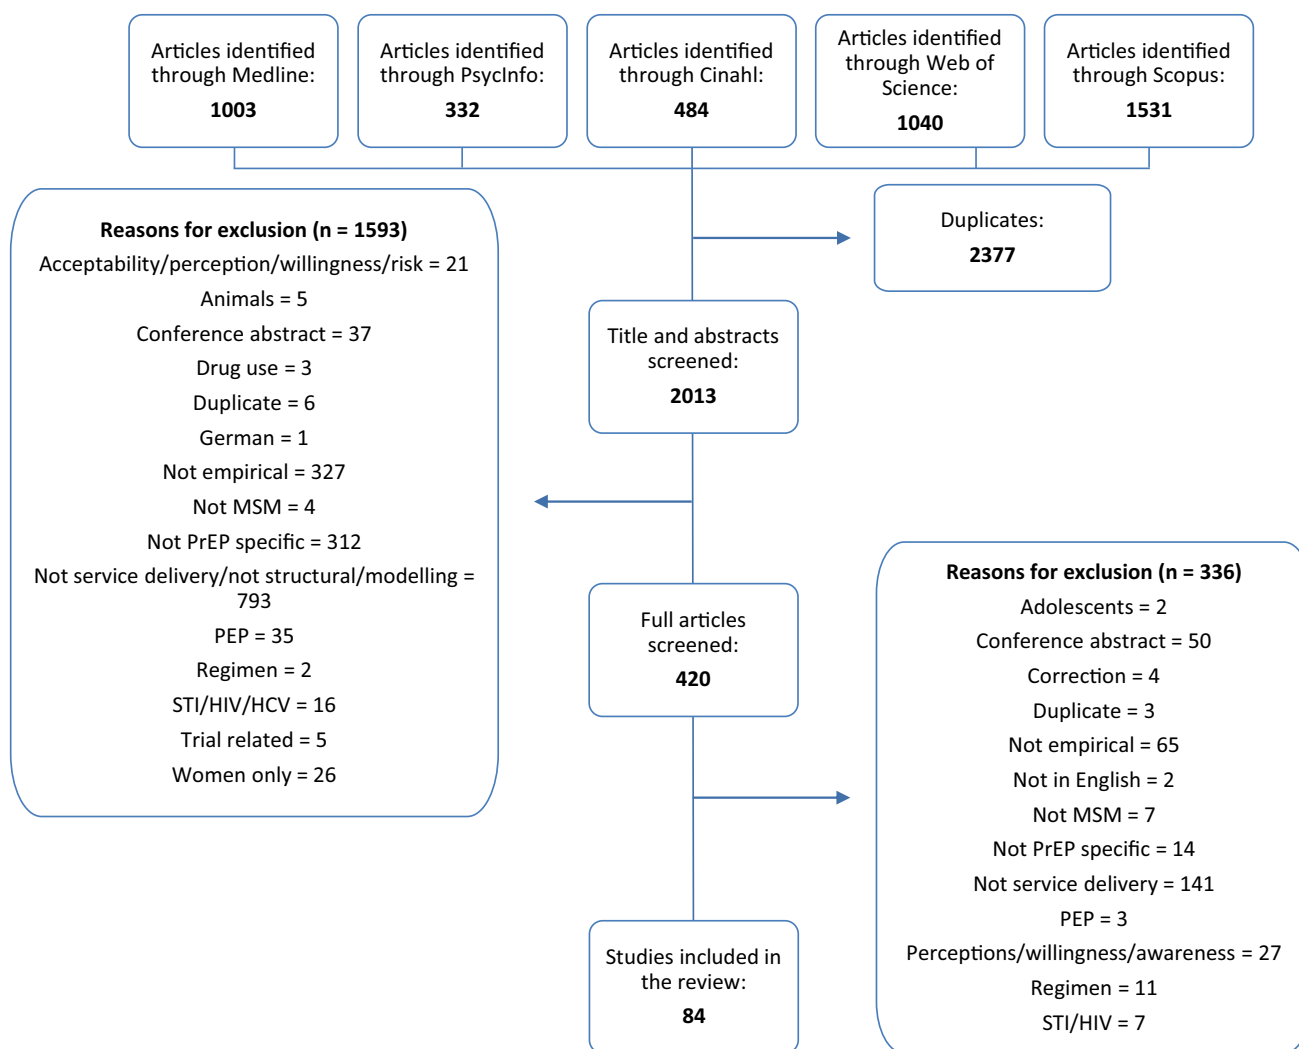 Articles identified
through Medline:
1003
Articles identified
through PsycInfo:
332
Articles identified
through Cinahl:
484
Articles identified
through Web of
Science:
1040
Articles identified
through Scopus:
1531
Duplicates:
2377
Title and abstracts
screened:
2013
Reasons for exclusion (n = 1593)
Acceptability/perception/willingness/risk = 21
Animals = 5
Conference abstract = 37
Drug use = 3
Duplicate = 6
German = 1
Not empirical = 327
Not MSM = 4
Not PrEP specific = 312
Not service delivery/not structural/modelling =
793
PEP = 35
Regimen = 2
STI/HIV/HCV = 16
Trial related = 5
Women only = 26
Full articles
screened:
420
Reasons for exclusion (n = 336)
Adolescents = 2
Conference abstract = 50
Correction = 4
Duplicate = 3
Not empirical = 65
Not in English = 2
Not MSM = 7
Not PrEP specific = 14
Not service delivery = 141
PEP = 3
Perceptions/willingness/awareness = 27
Regimen = 11
STI/HIV = 7
Studies included in
the review:
84